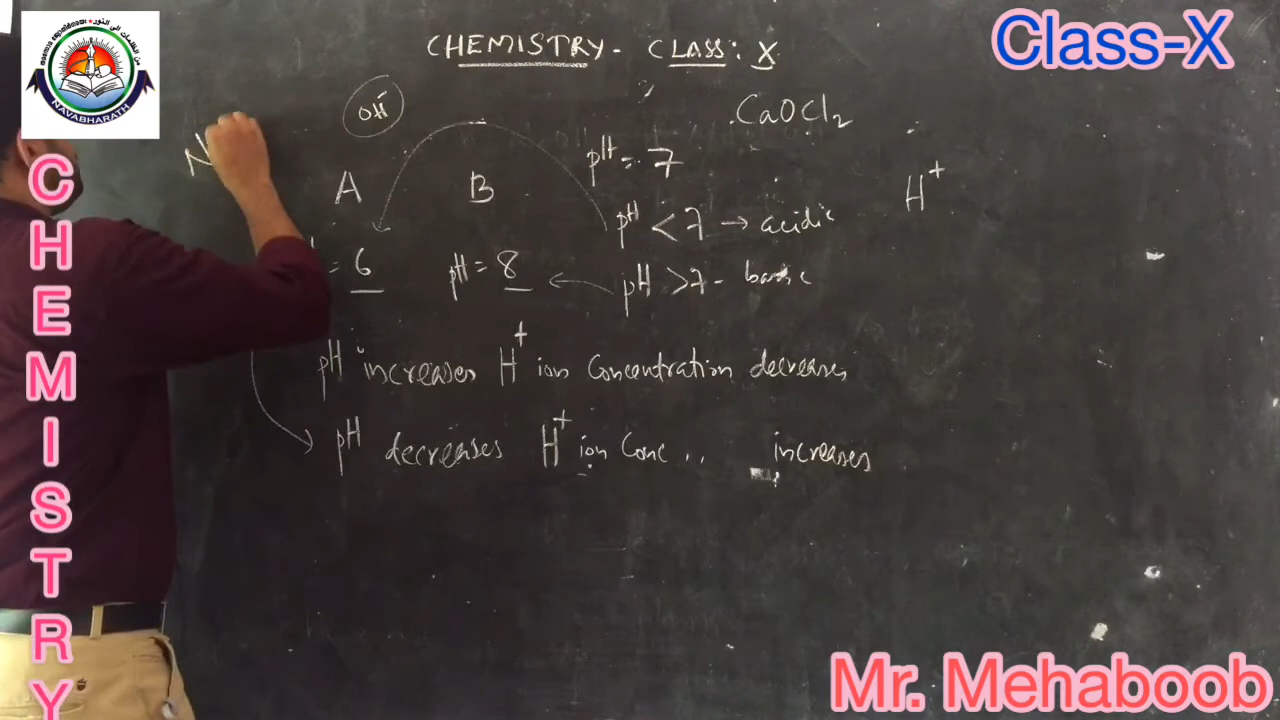 CHEMISTRY - CLASS: X
Class-X
NAVABHARATH
CHEMISTRY
OH⁻
CaOCl₂
N
A
B
pH = 7
H⁺
pH < 7 → acidic
= 6
pH = 8
pH > 7 - basic
pH increases H⁺ ion Concentration decreases
pH decreases H⁺ ion Conc .. increases
Mr. Mehaboob